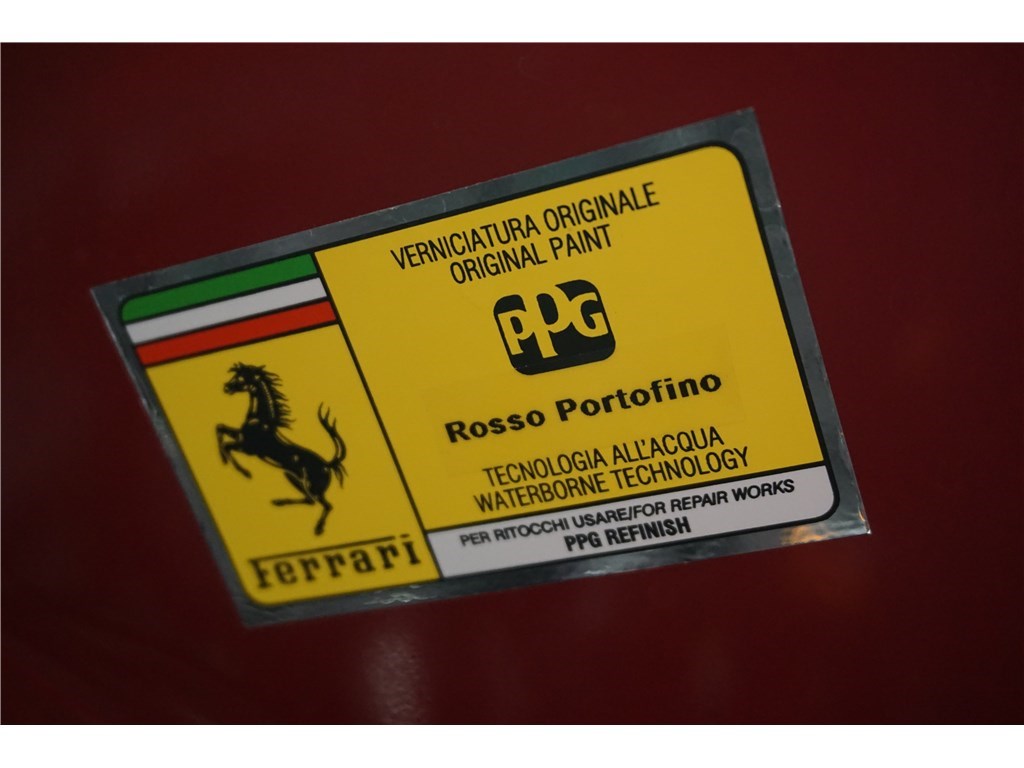 VERNICIATURA ORIGINALE
ORIGINAL PAINT
PPG
Rosso Portofino
TECNOLOGIA ALL'ACQUA
WATERBORNE TECHNOLOGY
PER RITOCCHI USARE/FOR REPAIR WORKS
PPG REFINISH
Ferrari